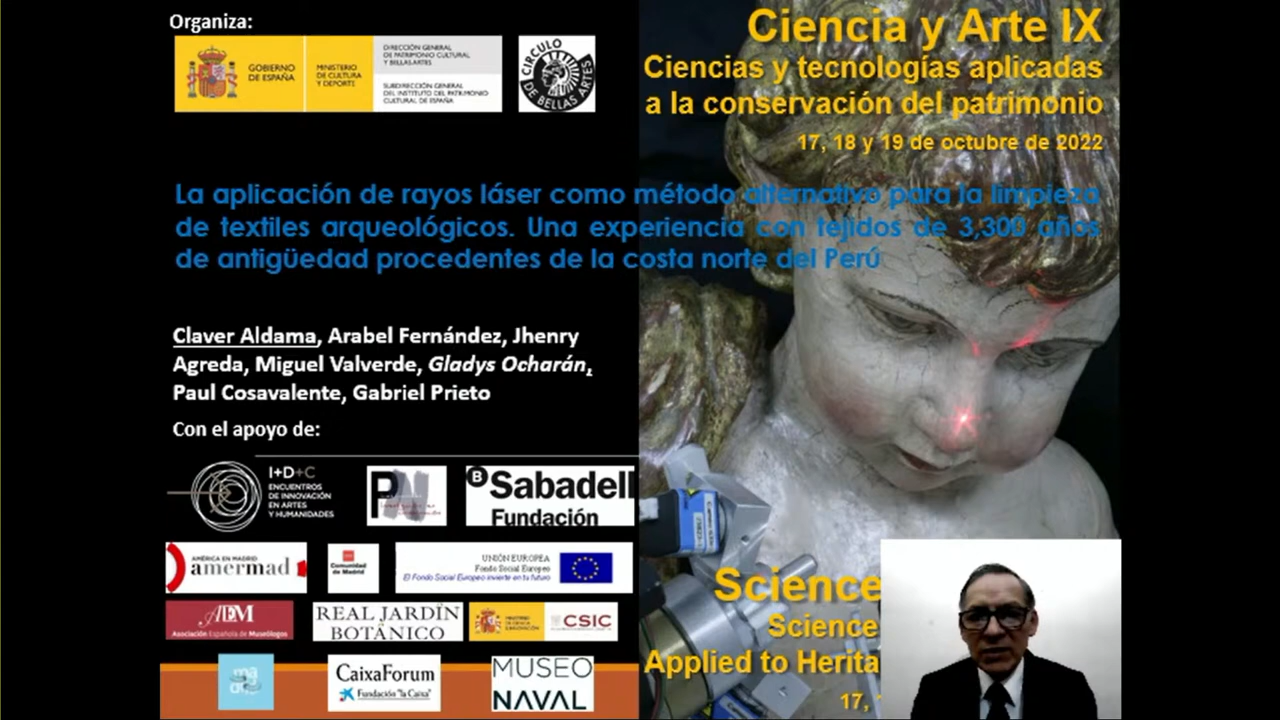 Organiza:
GOBIERNO
DE ESPAÑA
MINISTERIO
DE CULTURA
Y DEPORTE
DIRECCIÓN GENERAL
DE PATRIMONIO CULTURAL
Y BELLAS ARTES
SUBDIRECCIÓN GENERAL
DEL INSTITUTO DEL PATRIMONIO
CULTURAL DE ESPAÑA
CIRCULO
DE BELLAS ARTES
Ciencia y Arte IX
Ciencias y tecnologías aplicadas
a la conservación del patrimonio
17, 18 y 19 de octubre de 2022
La aplicación de rayos láser como método alternativo para la limpieza
de textiles arqueológicos. Una experiencia con tejidos de 3,300 años
de antigüedad procedentes de la costa norte del Perú
Claver Aldama, Arabel Fernández, Jhenry
Agreda, Miguel Valverde, Gladys Ocharán,
Paul Cosavalente, Gabriel Prieto
Con el apoyo de:
I+D+C
ENCUENTROS
DE INNOVACIÓN
EN ARTES
Y HUMANIDADES
PN
B Sabadell
Fundación
AMÉRICA EN MADRID
amermad
Comunidad
de Madrid
UNIÓN EUROPEA
Fondo Social Europeo
El Fondo Social Europeo invierte en tu futuro
AEM
Asociación Española de Museólogos
REAL JARDÍN
BOTÁNICO
CSIC
CaixaForum
Fundación "la Caixa"
MUSEO
NAVAL
Science
Science
Applied to Herita
17,